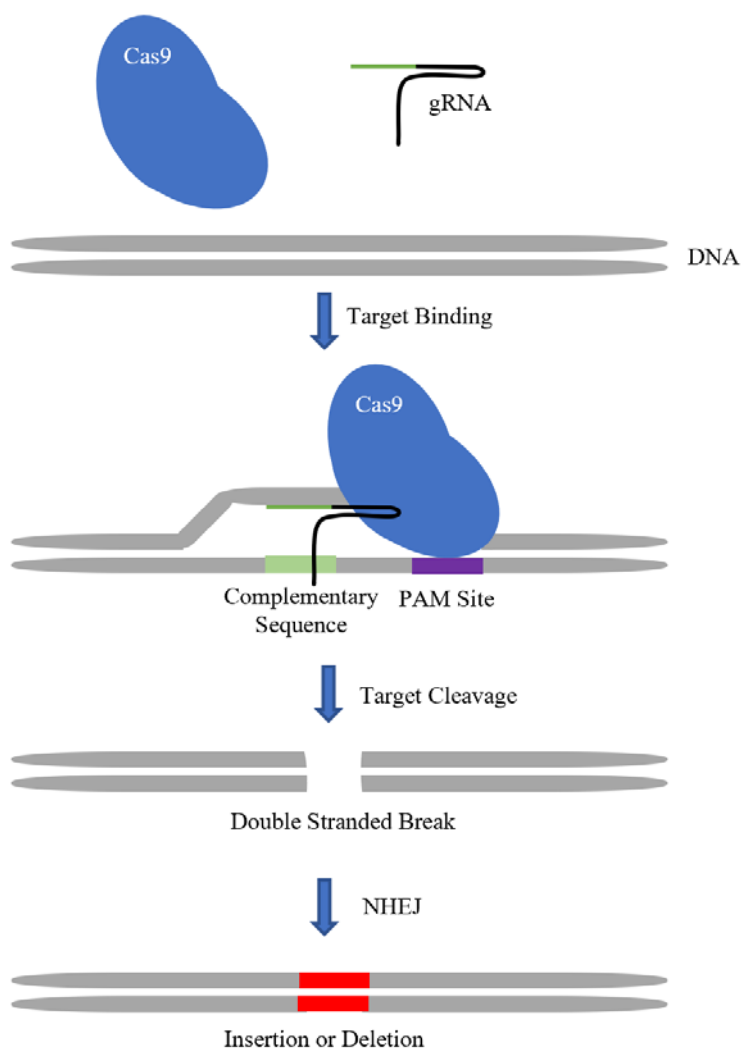 Cas9
gRNA
DNA
Target Binding
Cas9
Complementary
Sequence
PAM Site
Target Cleavage
Double Stranded Break
NHEJ
Insertion or Deletion